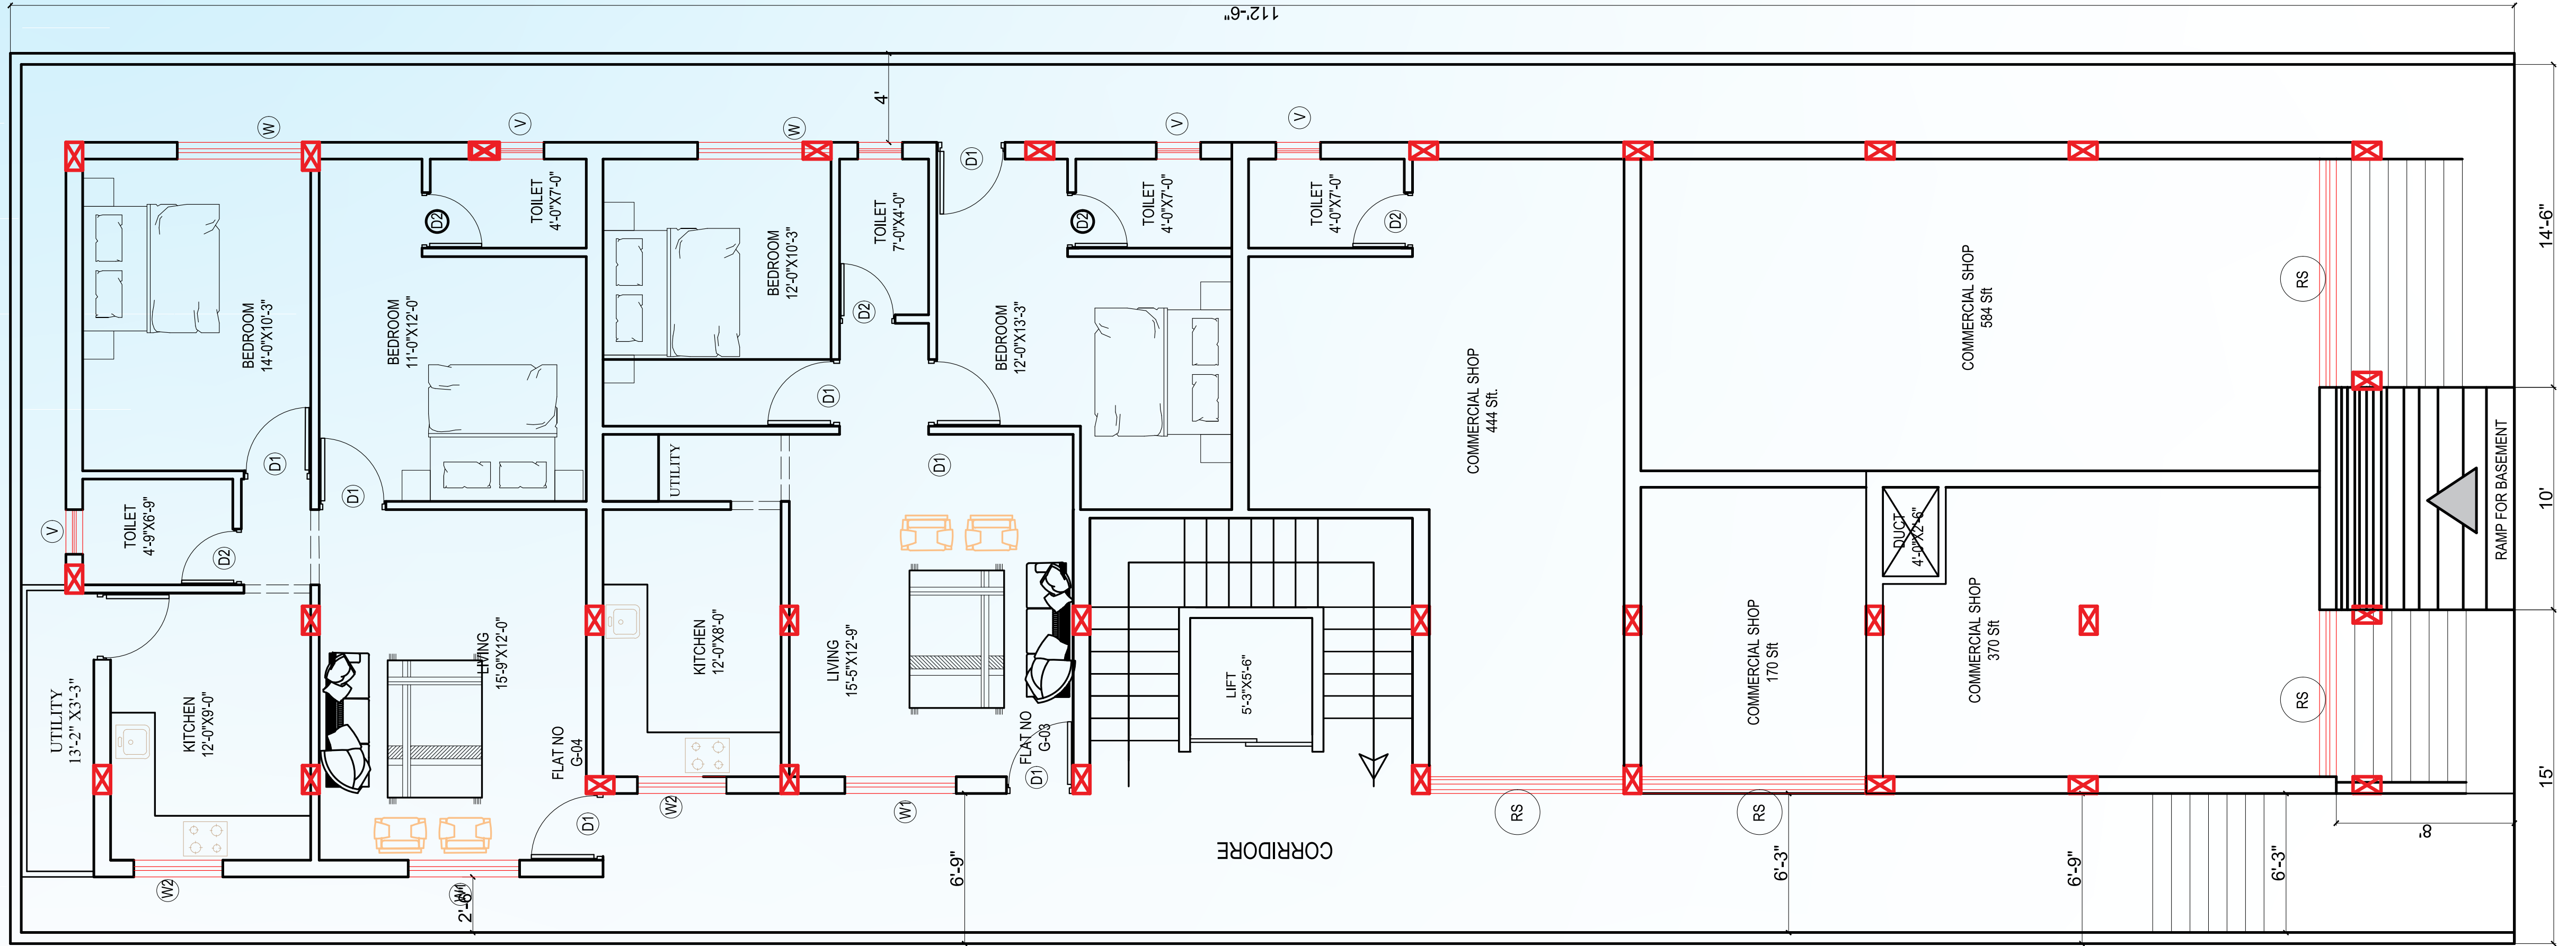 112'-6"
4'
W
V
W
V
V
D1
BEDROOM
14'-0"X10'-3"
D1
BEDROOM
11'-0"X12'-0"
D2
TOILET
4'-0"X7'-0"
D1
BEDROOM
12'-0"X10'-3"
TOILET
7'-0"X4'-0"
D2
D1
BEDROOM
12'-0"X13'-3"
D2
TOILET
4'-0"X7'-0"
D1
TOILET
4'-0"X7'-0"
D2
COMMERCIAL SHOP
444 Sft.
COMMERCIAL SHOP
584 Sft
RS
14'-6"
V
TOILET
4'-9"X6'-9"
D2
UTILITY
13'-2" X3'-3"
KITCHEN
12'-0"X9'-0"
W2
LIVING
15'-9"X12'-0"
FLAT NO
G-04
D1
W1
2'-6"
UTILITY
KITCHEN
12'-0"X8'-0"
W2
LIVING
15'-5"X12'-9"
W1
FLAT NO
G-03
D1
6'-9"
LIFT
5'-3"X5'-6"
CORRIDORE
RS
COMMERCIAL SHOP
170 Sft
RS
6'-3"
DUCT
4'-0"X2'-6"
COMMERCIAL SHOP
370 Sft
RS
6'-9"
6'-3"
8'
RAMP FOR BASEMENT
10'
15'